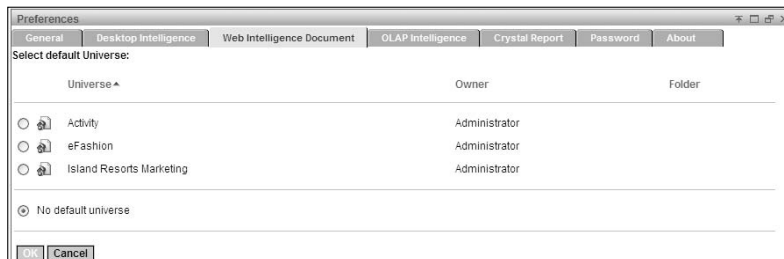 Preferences
General Desktop Intelligence Web Intelligence Document OLAP Intelligence Crystal Report Password About
Select default Universe:
Universe Owner Folder
Activity Administrator
eFashion Administrator
Island Resorts Marketing Administrator
No default universe
OK Cancel